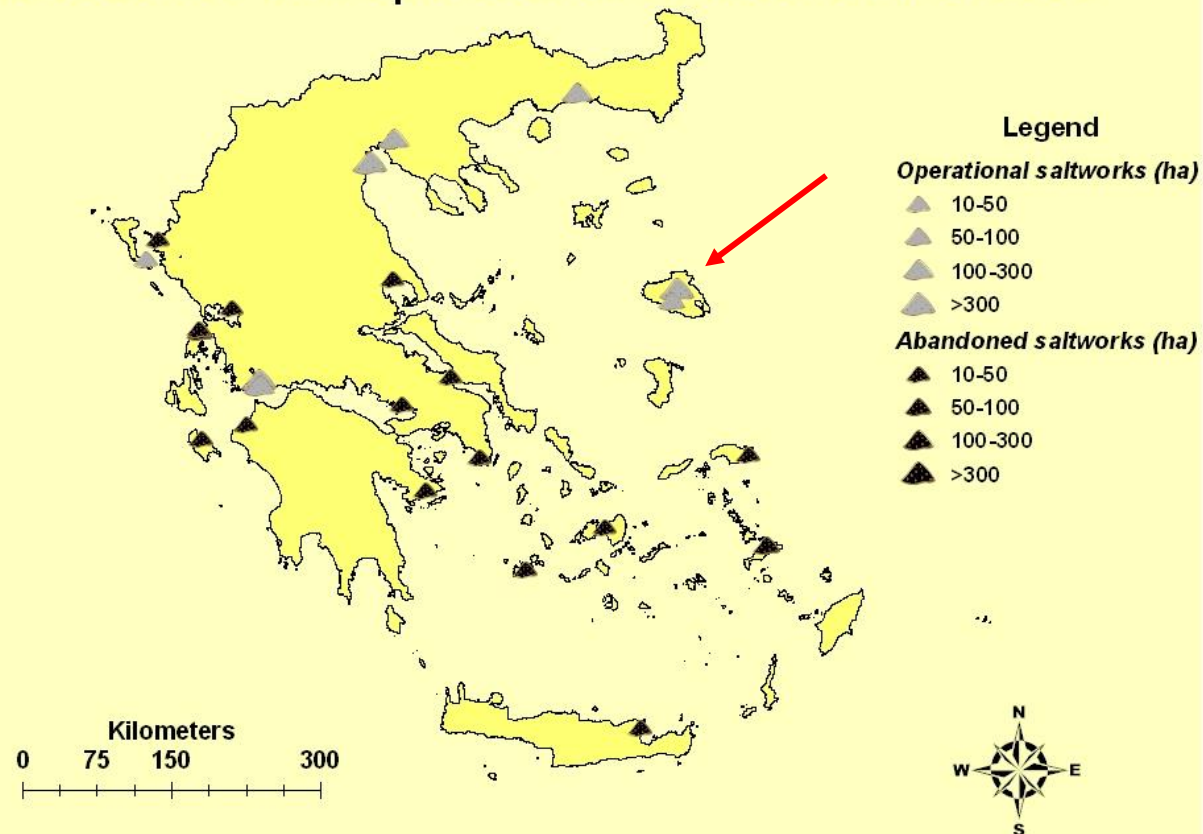 Legend
Operational saltworks (ha)
10-50
50-100
100-300
>300
Abandoned saltworks (ha)
10-50
50-100
100-300
>300
Kilometers
0 75 150 300
N
W E
S